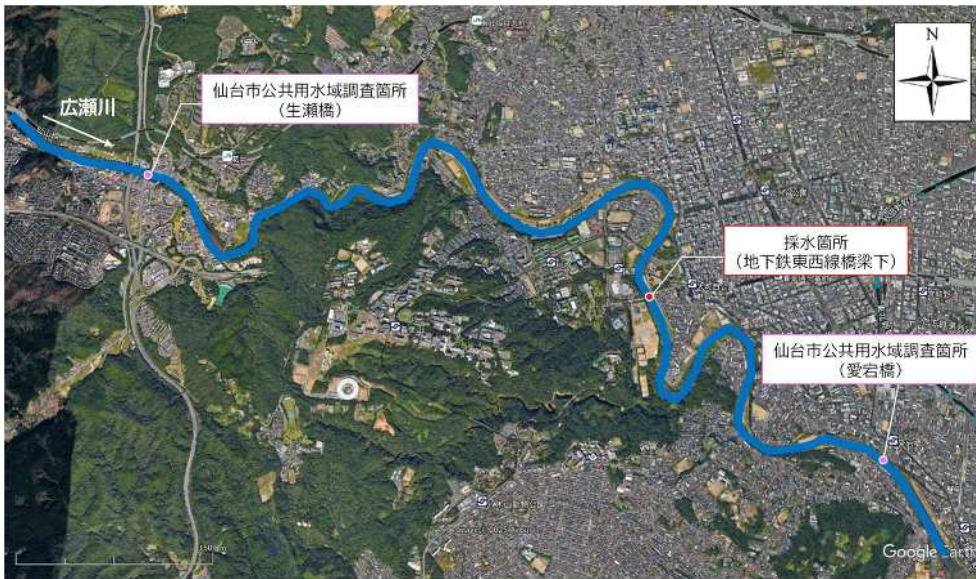 仙台市公共用水域調査箇所
（生瀬橋）
N
広瀬川
採水箇所
（地下鉄東西線橋梁下）
仙台市公共用水域調査箇所
（愛宕橋）
Google Earth